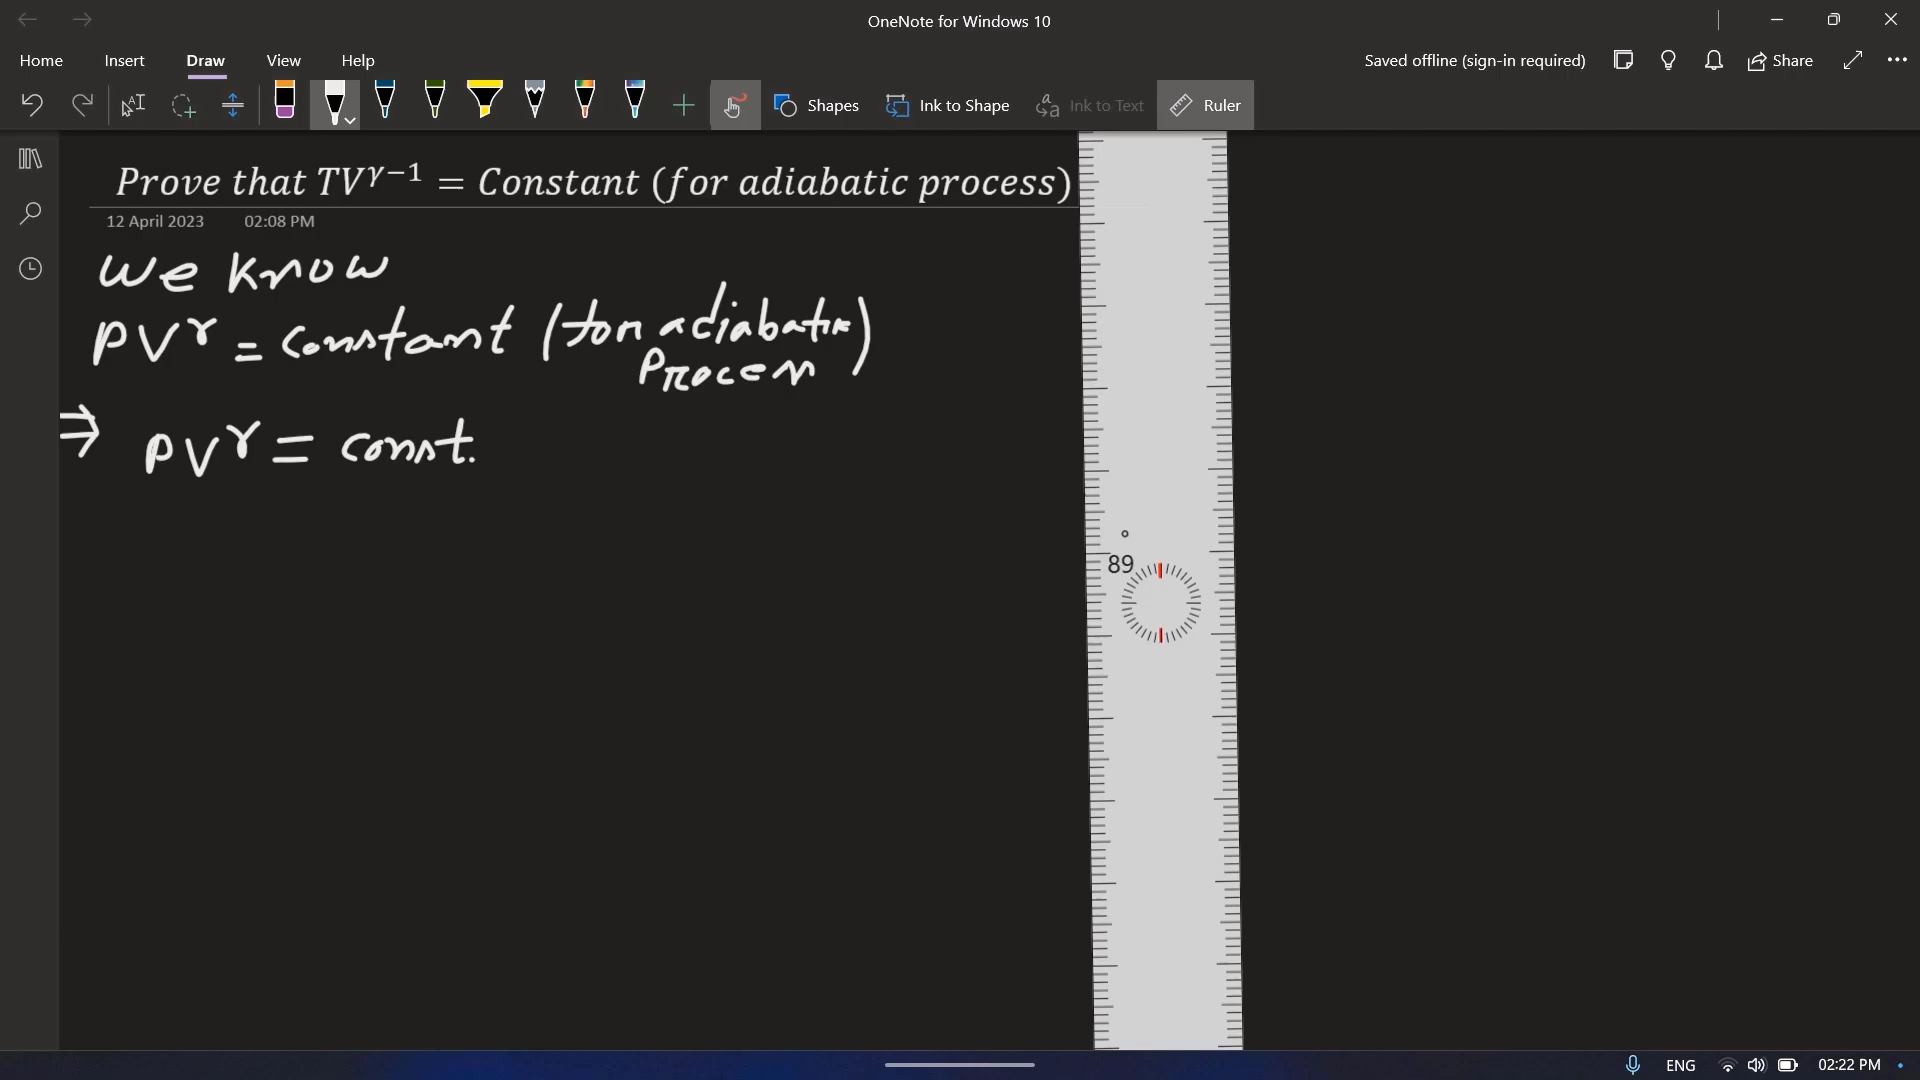 OneNote for Windows 10
Home Insert Draw View Help Saved offline (sign-in required) Share
Shapes Ink to Shape Ink to Text Ruler
Prove that TV^γ−1 = Constant (for adiabatic process)
12 April 2023 02:08 PM
We know
PV^γ = constant (for adiabatic
Process)
⇒ PV^γ = const.
89°
ENG 02:22 PM